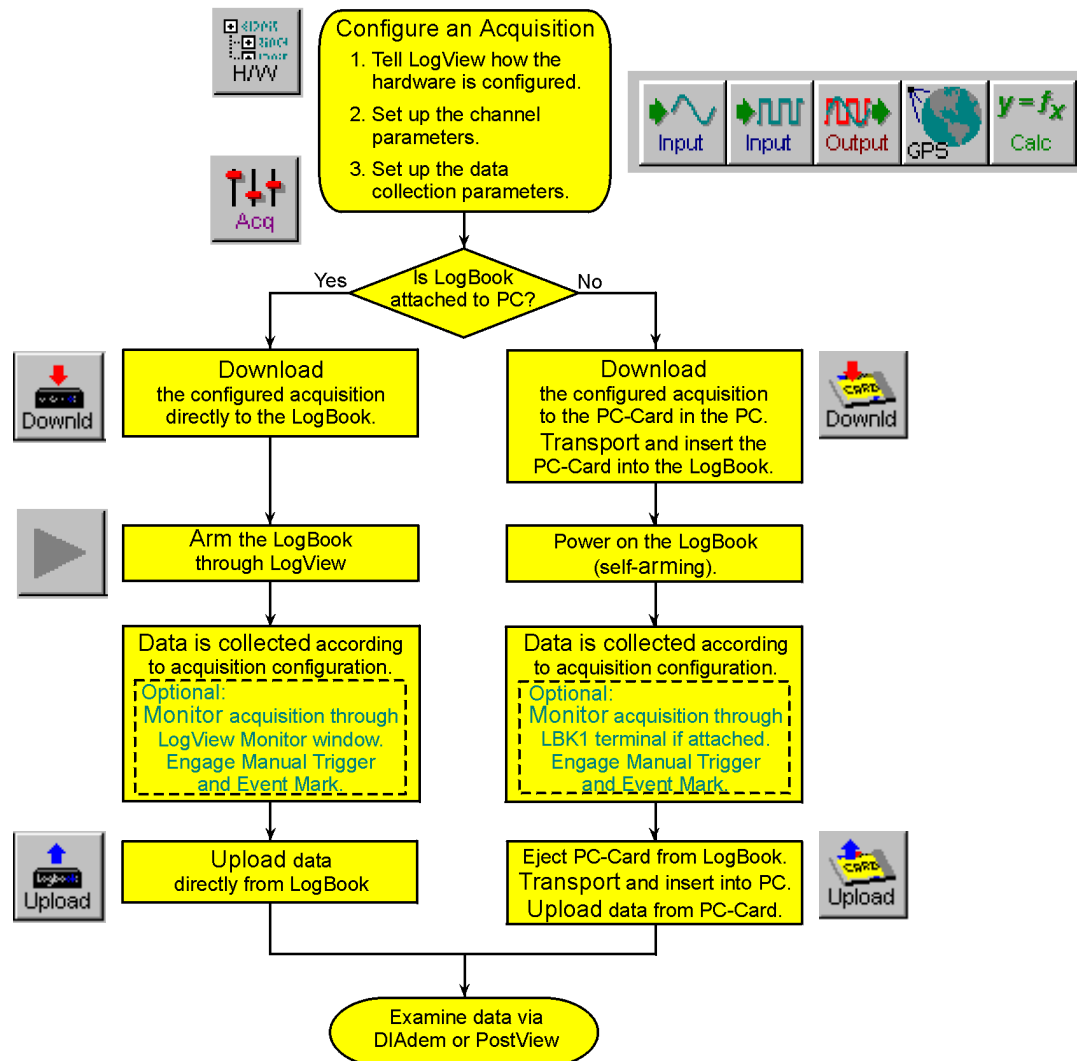 H/W
Configure an Acquisition
1. Tell LogView how the
hardware is configured.
2. Set up the channel
parameters.
3. Set up the data
collection parameters.
Acq
Input
Input
Output
GPS
y = fx
Calc
Is LogBook
attached to PC?
Yes
No
Downld
Download
the configured acquisition
directly to the LogBook.
Download
the configured acquisition
to the PC-Card in the PC.
Transport and insert the
PC-Card into the LogBook.
CARD
Downld
Arm the LogBook
through LogView
Power on the LogBook
(self-arming).
Data is collected according
to acquisition configuration.
Optional:
Monitor acquisition through
LogView Monitor window.
Engage Manual Trigger
and Event Mark.
Data is collected according
to acquisition configuration.
Optional:
Monitor acquisition through
LBK1 terminal if attached.
Engage Manual Trigger
and Event Mark.
Logbook
Upload
Upload data
directly from LogBook
Eject PC-Card from LogBook.
Transport and insert into PC.
Upload data from PC-Card.
CARD
Upload
Examine data via
DIAdem or PostView